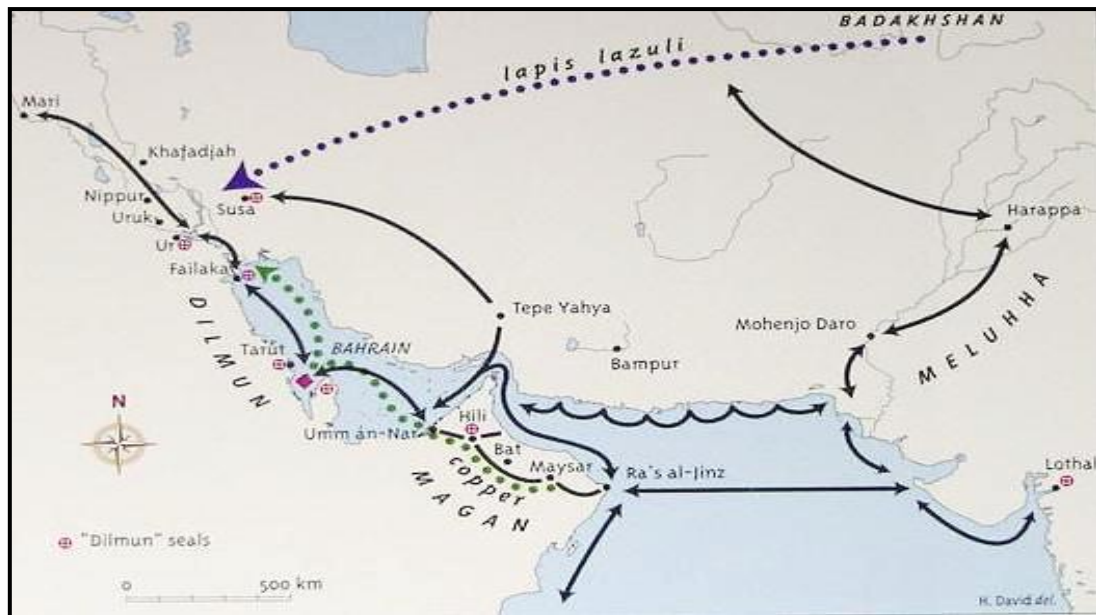 BADAKHSHAN
lapis lazuli
Mari
Khafadjah
Nippur
Uruk
Ur
Susa
Harappa
Failaka
DILMUN
Tepe Yahya
Mohenjo Daro
MELUHHA
Tarut
BAHRAIN
Bampur
N
Umm an-Nar
Hili
Bat
copper
Maysar
MAGAN
Ra's al-Jinz
Lothal
"Dilmun" seals
0 500 km
H. David del.